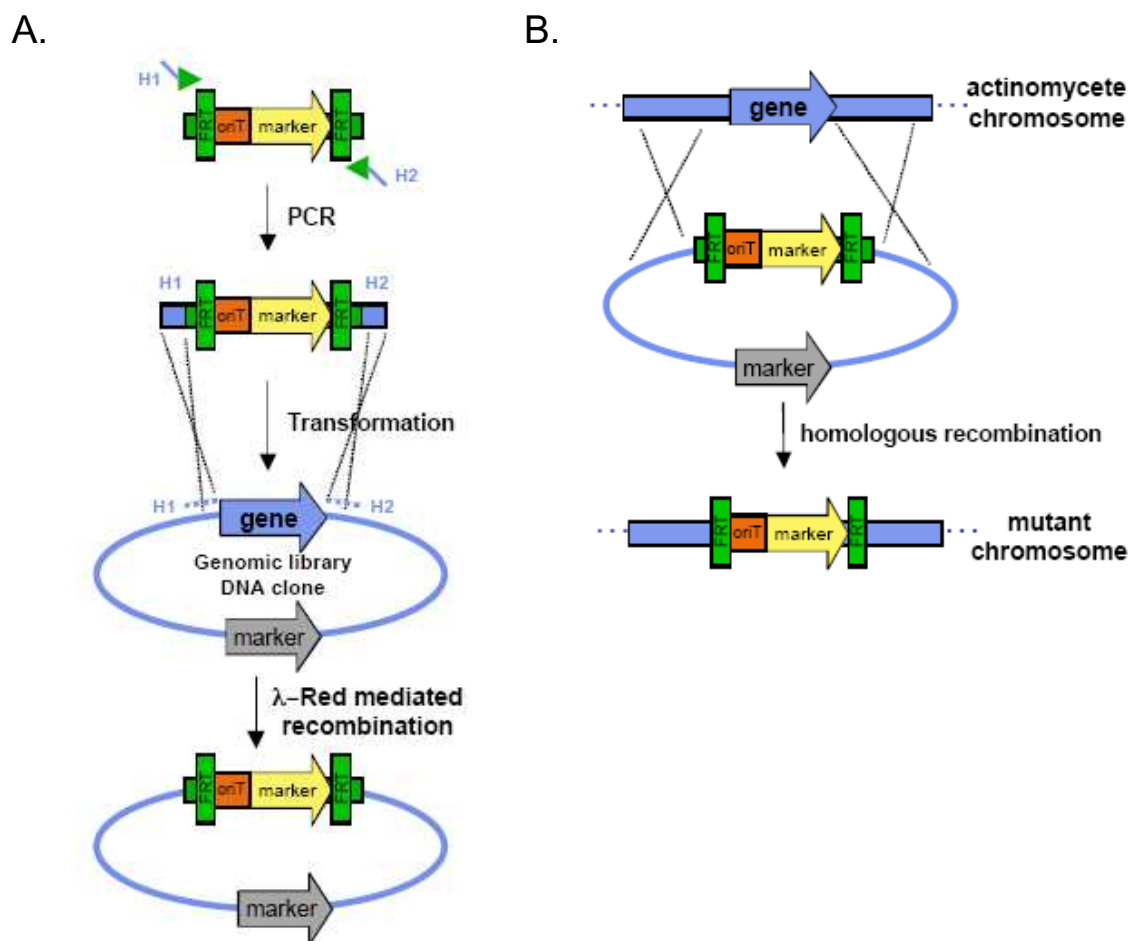 A.
H1
FRT
oriT
marker
FRT
H2
PCR
H1
H2
FRT
oriT
marker
FRT
Transformation
H1
gene
H2
Genomic library
DNA clone
marker
λ–Red mediated
recombination
FRT
oriT
marker
FRT
marker
B.
gene
actinomycete
chromosome
FRT
oriT
marker
FRT
marker
homologous recombination
FRT
oriT
marker
FRT
mutant
chromosome